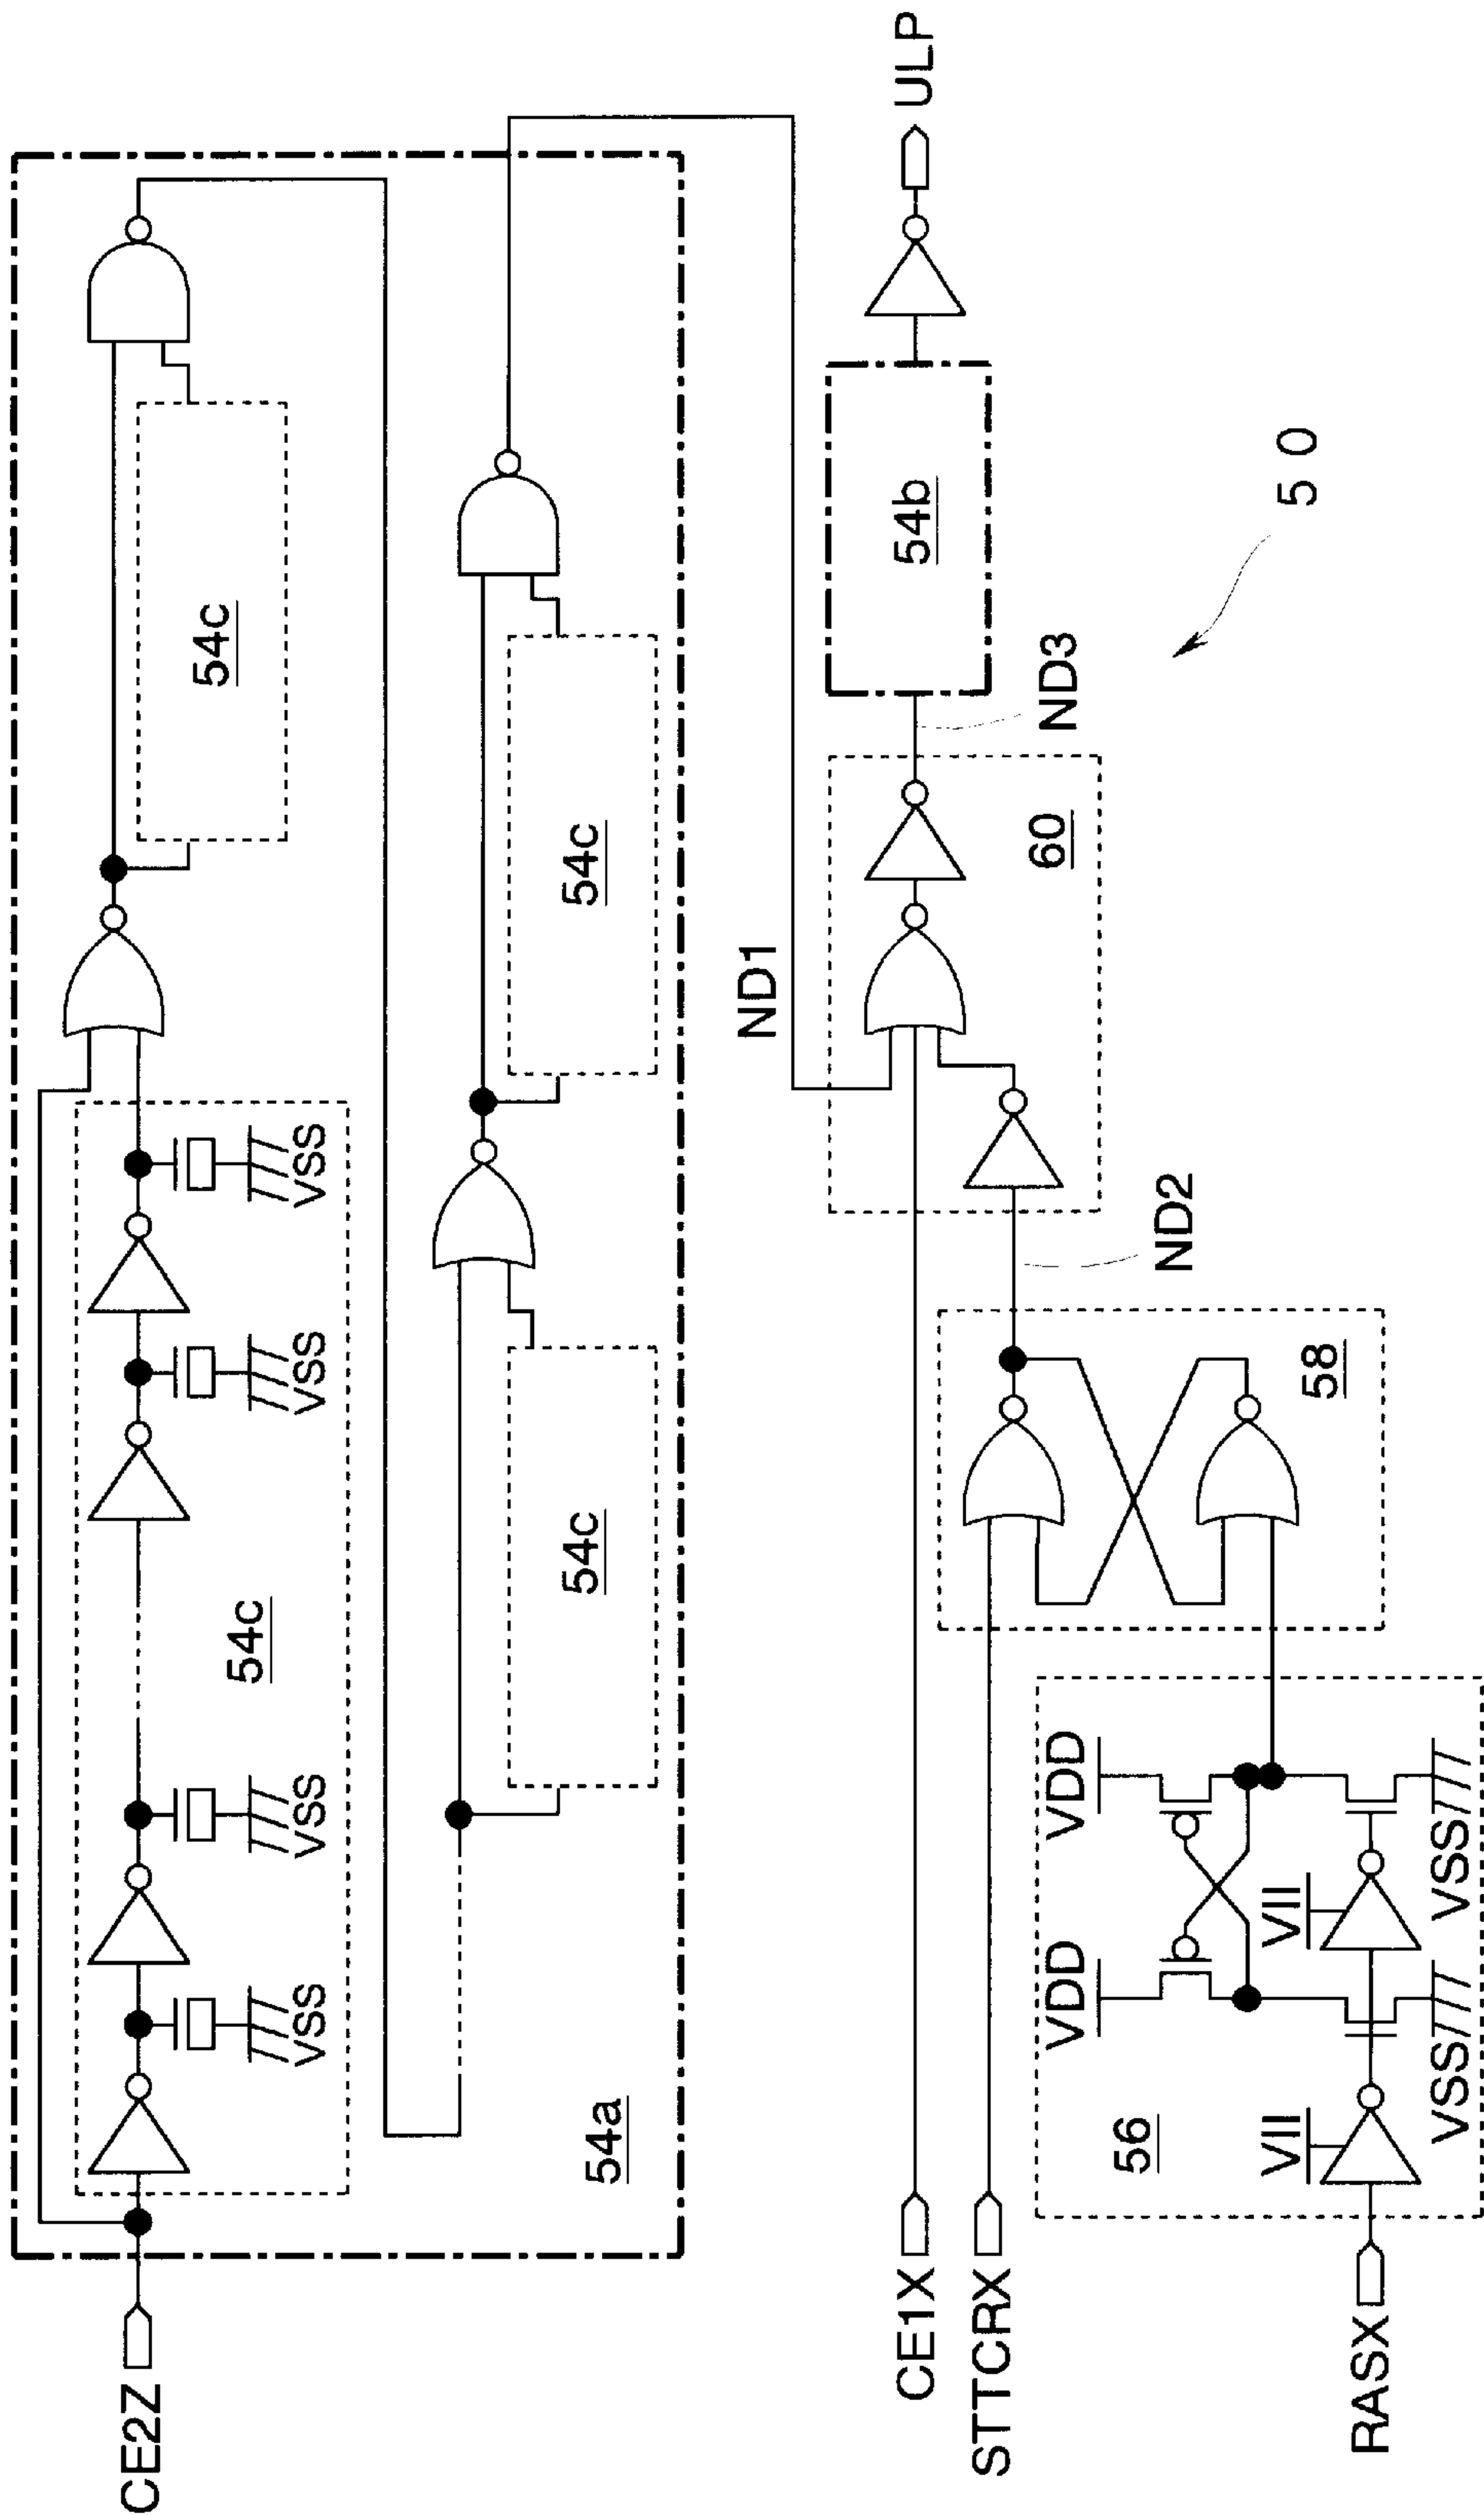 CE2Z
VSS
VSS
54c
VSS
VSS
54c
54a
54c
54c
ND1
CE1X
STTCRX
RASX
56
VII
VII
VDD
VDD
VSS
VSS
58
ND2
60
ND3
54b
ULP
50